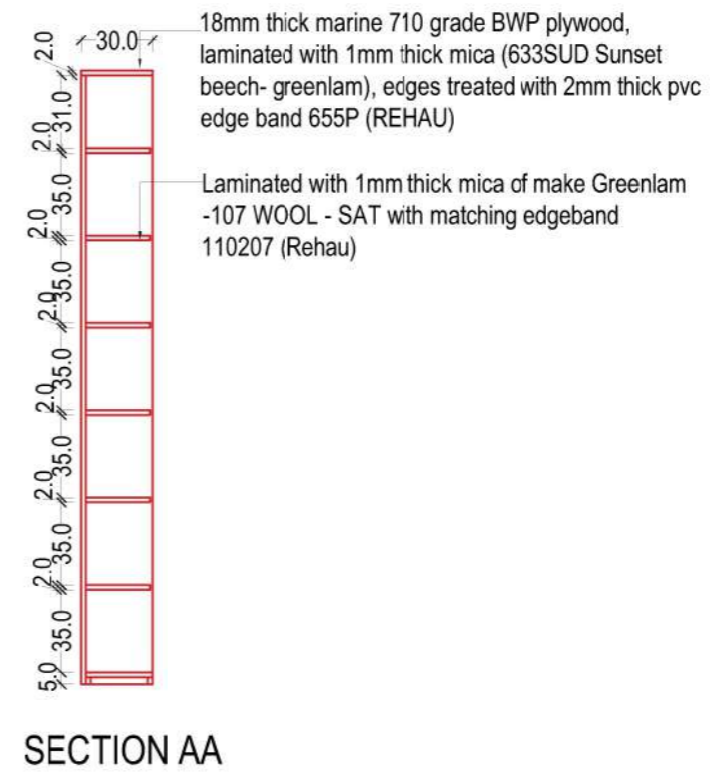 2.0
30.0
18mm thick marine 710 grade BWP plywood,
laminated with 1mm thick mica (633SUD Sunset
beech- greenlam), edges treated with 2mm thick pvc
edge band 655P (REHAU)
31.0
2.0
35.0
Laminated with 1mm thick mica of make Greenlam
-107 WOOL - SAT with matching edgeband
110207 (Rehau)
2.0
35.0
2.0
35.0
2.0
35.0
2.0
35.0
2.0
35.0
5.0
SECTION AA